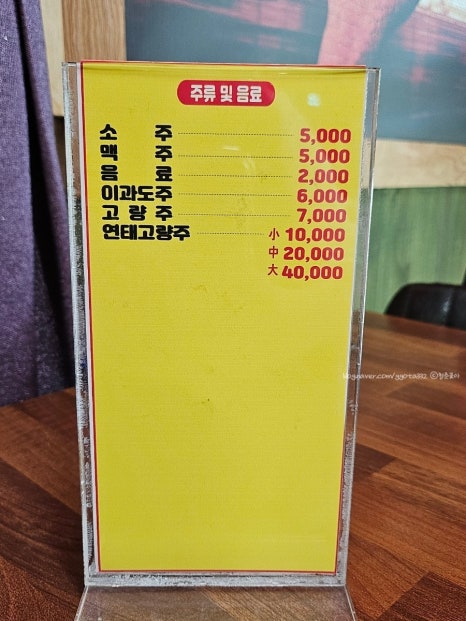 주류 및 음료
소 주 5,000
맥 주 5,000
음 료 2,000
이과도주 6,000
고 량 주 7,000
연태고량주 小 10,000
中 20,000
大 40,000